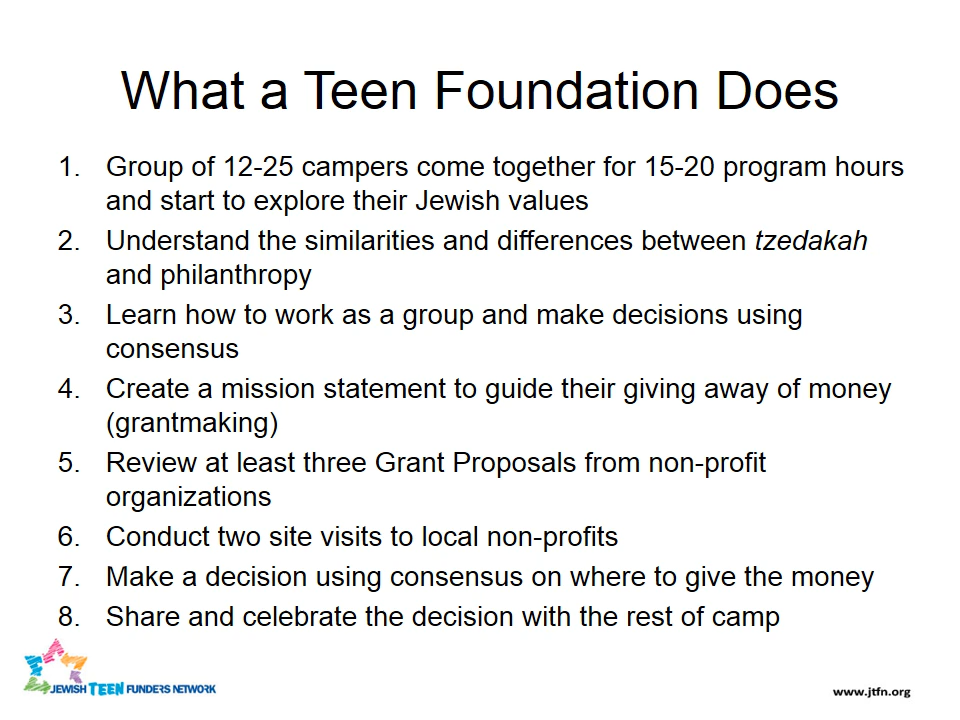 What a Teen Foundation Does
1. Group of 12-25 campers come together for 15-20 program hours
and start to explore their Jewish values
2. Understand the similarities and differences between tzedakah
and philanthropy
3. Learn how to work as a group and make decisions using
consensus
4. Create a mission statement to guide their giving away of money
(grantmaking)
5. Review at least three Grant Proposals from non-profit
organizations
6. Conduct two site visits to local non-profits
7. Make a decision using consensus on where to give the money
8. Share and celebrate the decision with the rest of camp
JEWISH TEEN FUNDERS NETWORK
www.jtfn.org